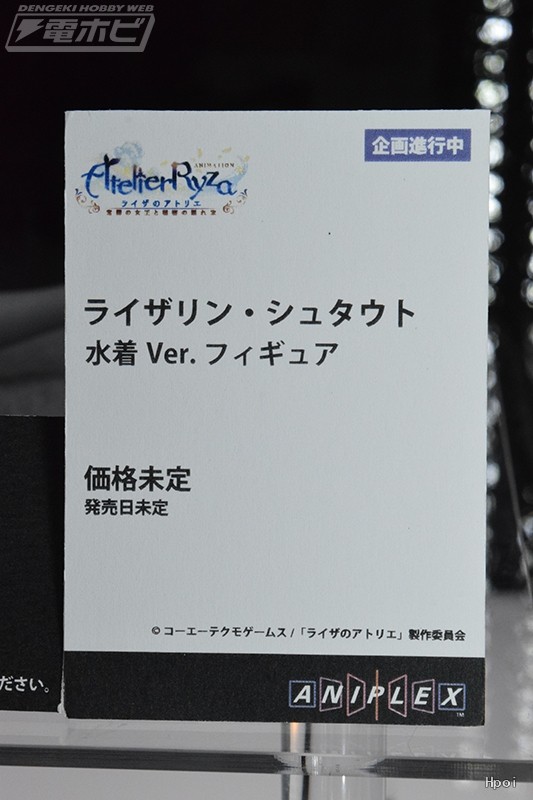 DENGEKI HOBBY WEB
電ホビ
企画進行中
ANIMATION
Atelier Ryza
ライザのアトリエ
常闇の女王と秘密の隠れ家
ライザリン・シュタウト
水着 Ver. フィギュア
価格未定
発売日未定
© コーエーテクモゲームス / 「ライザのアトリエ」製作委員会
ださい。
ANIPLEX
TM
Hpoi